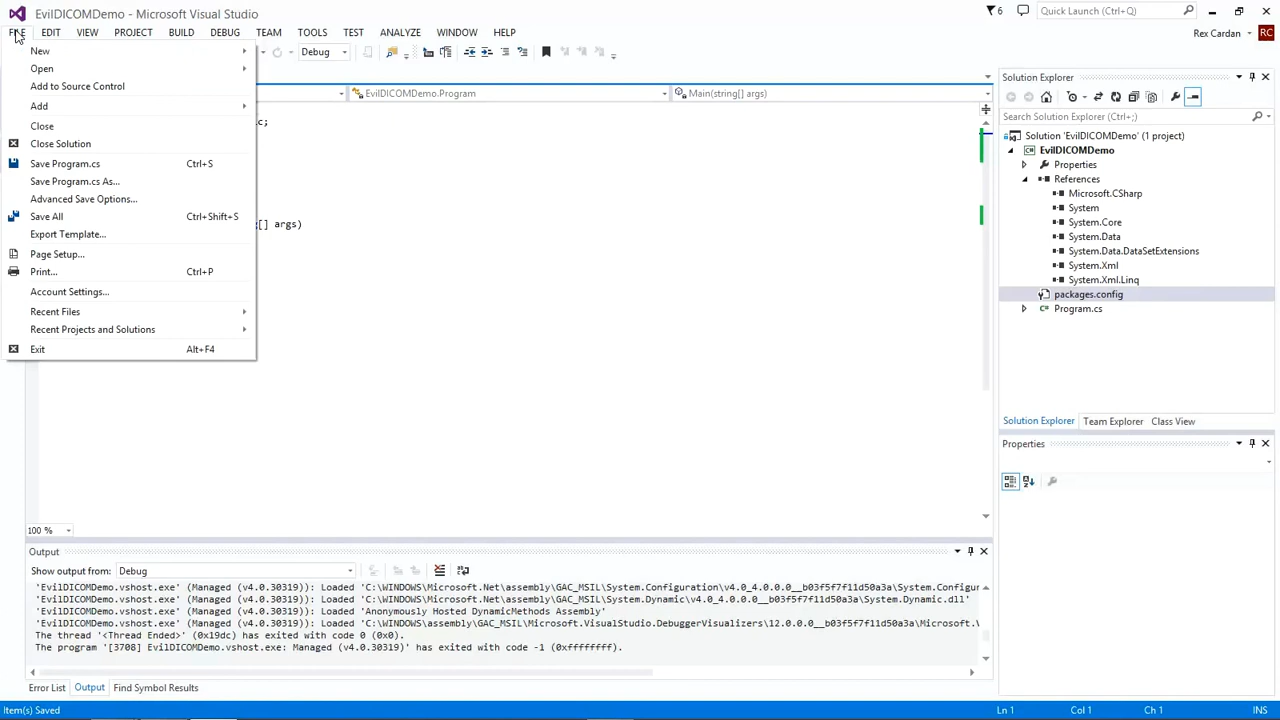 EvilDICOMDemo - Microsoft Visual Studio
6
Quick Launch (Ctrl+Q)
EDIT VIEW PROJECT BUILD DEBUG TEAM TOOLS TEST ANALYZE WINDOW HELP
Rex Cardan
RC
Debug
New
Open
Add to Source Control
Add
Close
Close Solution
Save Program.cs Ctrl+S
Save Program.cs As...
Advanced Save Options...
Save All Ctrl+Shift+S
Export Template...
Page Setup...
Print... Ctrl+P
Account Settings...
Recent Files
Recent Projects and Solutions
Exit Alt+F4
EvilDICOMDemo.Program
Main(string[] args)
c;
[] args)
100 %
Solution Explorer
Search Solution Explorer (Ctrl+;)
Solution 'EvilDICOMDemo' (1 project)
EvilDICOMDemo
Properties
References
Microsoft.CSharp
System
System.Core
System.Data
System.Data.DataSetExtensions
System.Xml
System.Xml.Linq
packages.config
Program.cs
Solution Explorer Team Explorer Class View
Properties
Output
Show output from: Debug
'EvilDICOMDemo.vshost.exe' (Managed (v4.0.30319)): Loaded 'C:\WINDOWS\Microsoft.Net\assembly\GAC_MSIL\System.Configuration\v4.0_4.0.0.0__b03f5f7f11d50a3a\System.Configur
'EvilDICOMDemo.vshost.exe' (Managed (v4.0.30319)): Loaded 'C:\WINDOWS\Microsoft.Net\assembly\GAC_MSIL\System.Dynamic\v4.0_4.0.0.0__b03f5f7f11d50a3a\System.Dynamic.dll'
'EvilDICOMDemo.vshost.exe' (Managed (v4.0.30319)): Loaded 'Anonymously Hosted DynamicMethods Assembly'
'EvilDICOMDemo.vshost.exe' (Managed (v4.0.30319)): Loaded 'C:\WINDOWS\assembly\GAC_MSIL\Microsoft.VisualStudio.DebuggerVisualizers\12.0.0.0__b03f5f7f11d50a3a\Microsoft.V
The thread '<Thread Ended>' (0x19dc) has exited with code 0 (0x0).
The program '[3708] EvilDICOMDemo.vshost.exe: Managed (v4.0.30319)' has exited with code -1 (0xffffffff).
Error List Output Find Symbol Results
Item(s) Saved
Ln 1 Col 1 Ch 1 INS